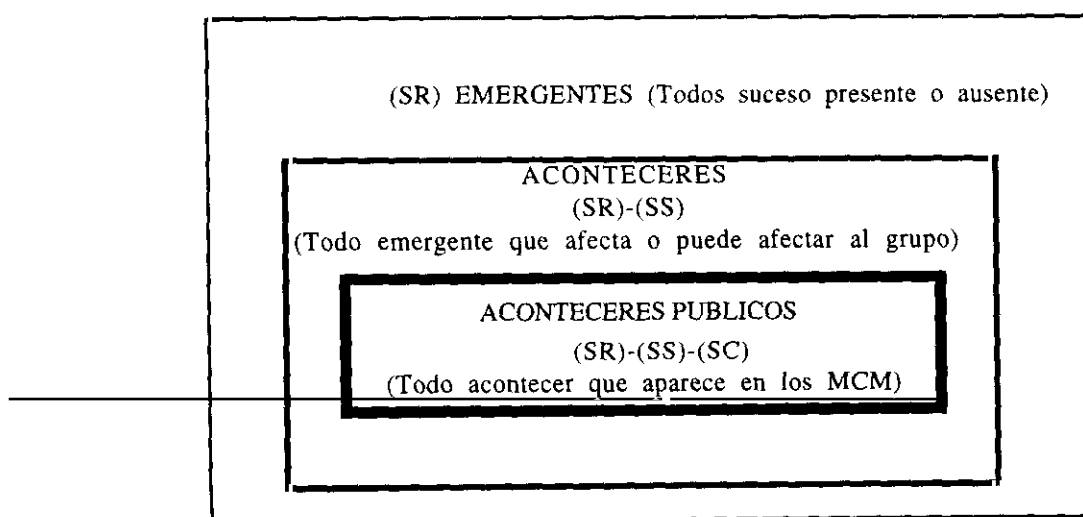 (SR) EMERGENTES (Todos suceso presente o ausente)
ACONTECERES
(SR)-(SS)
(Todo emergente que afecta o puede afectar al grupo)
ACONTECERES PUBLICOS
(SR)-(SS)-(SC)
(Todo acontecer que aparece en los MCM)